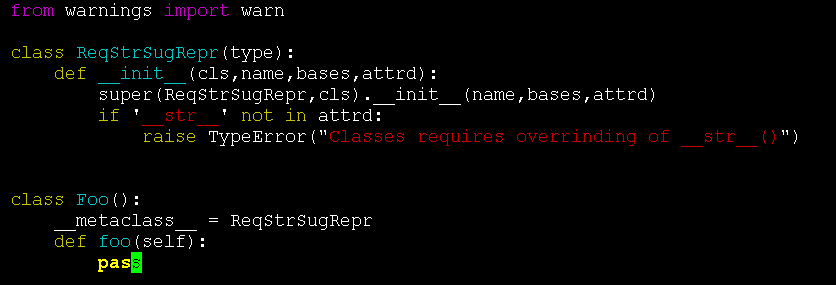 from warnings import warn
class ReqStrSugRepr(type):
    def __init__(cls,name,bases,attrd):
        super(ReqStrSugRepr,cls).__init__(name,bases,attrd)
        if '__str__' not in attrd:
            raise TypeError("Classes requires overrinding of __str__()")
class Foo():
    __metaclass__ = ReqStrSugRepr
    def foo(self):
        pass